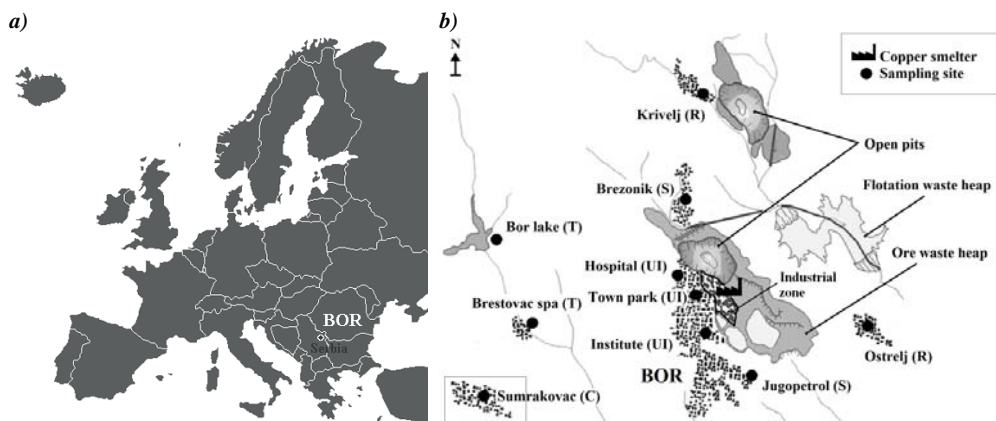 a)
BOR
Serbia
b)
N
Copper smelter
Sampling site
Krivelj (R)
Open pits
Brezonik (S)
Flotation waste heap
Bor lake (T)
Ore waste heap
Hospital (UI)
Industrial
zone
Town park (UI)
Brestovac spa (T)
Institute (UI)
Ostrelj (R)
BOR
Jugopetrol (S)
Sumrakovac (C)